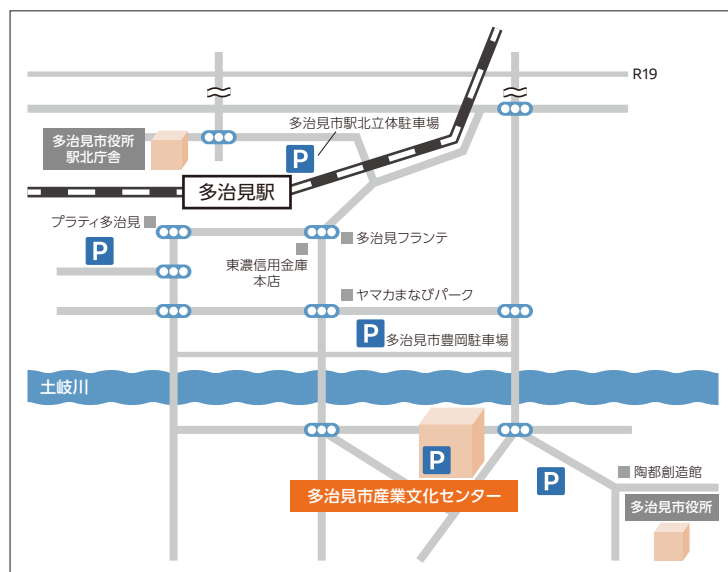 R19
多治見市駅北立体駐車場
多治見市役所
駅北庁舎
P
多治見駅
プラティ多治見
P
多治見フランテ
東濃信用金庫
本店
ヤマカまなびパーク
P
多治見市豊岡駐車場
土岐川
P
P
陶都創造館
多治見市産業文化センター
多治見市役所